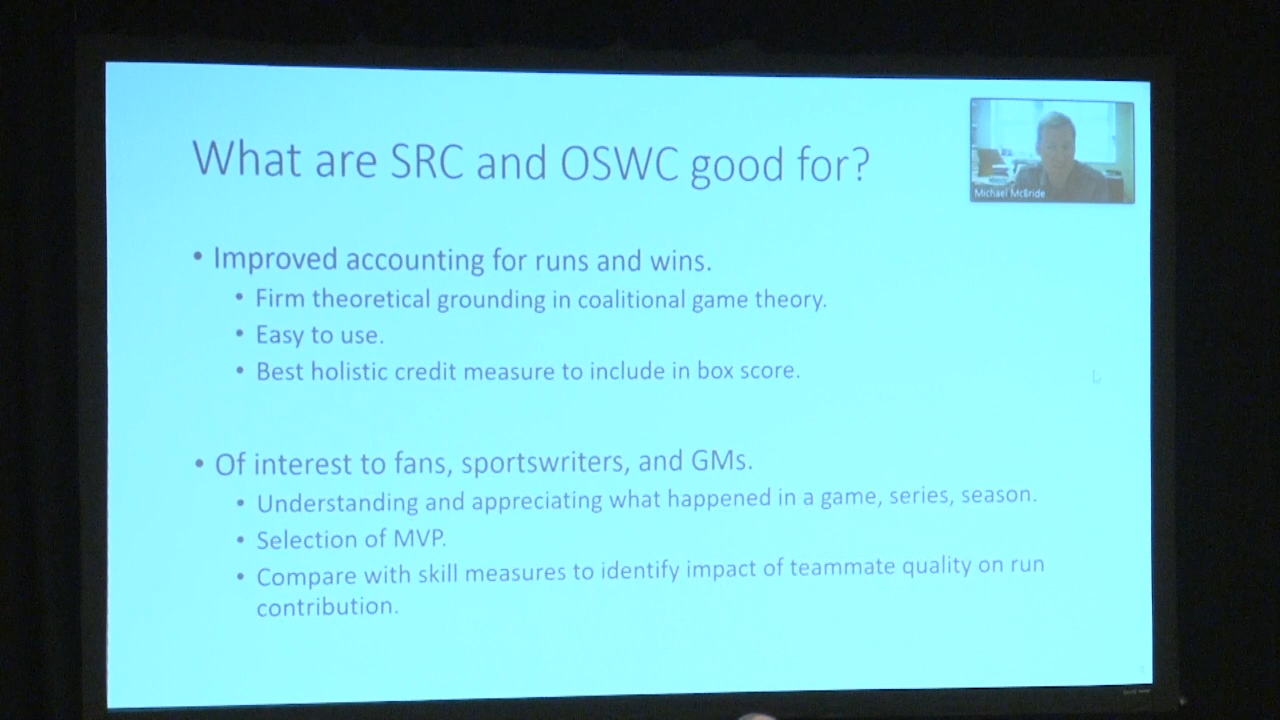 What are SRC and OSWC good for?
Michael McBride
• Improved accounting for runs and wins.
• Firm theoretical grounding in coalitional game theory.
• Easy to use.
• Best holistic credit measure to include in box score.
• Of interest to fans, sportswriters, and GMs.
• Understanding and appreciating what happened in a game, series, season.
• Selection of MVP.
• Compare with skill measures to identify impact of teammate quality on run
contribution.